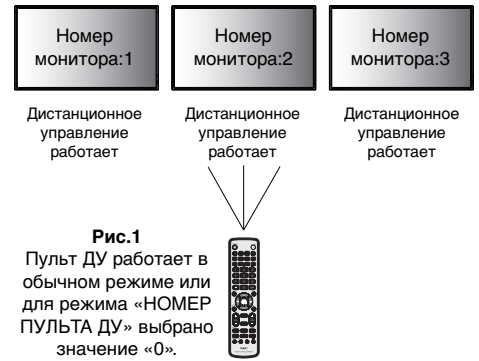 Номер
монитора:1
Номер
монитора:2
Номер
монитора:3
Дистанционное
управление
работает
Дистанционное
управление
работает
Дистанционное
управление
работает
Рис.1
Пульт ДУ работает в
обычном режиме или
для режима «НОМЕР
ПУЛЬТА ДУ» выбрано
значение «0».